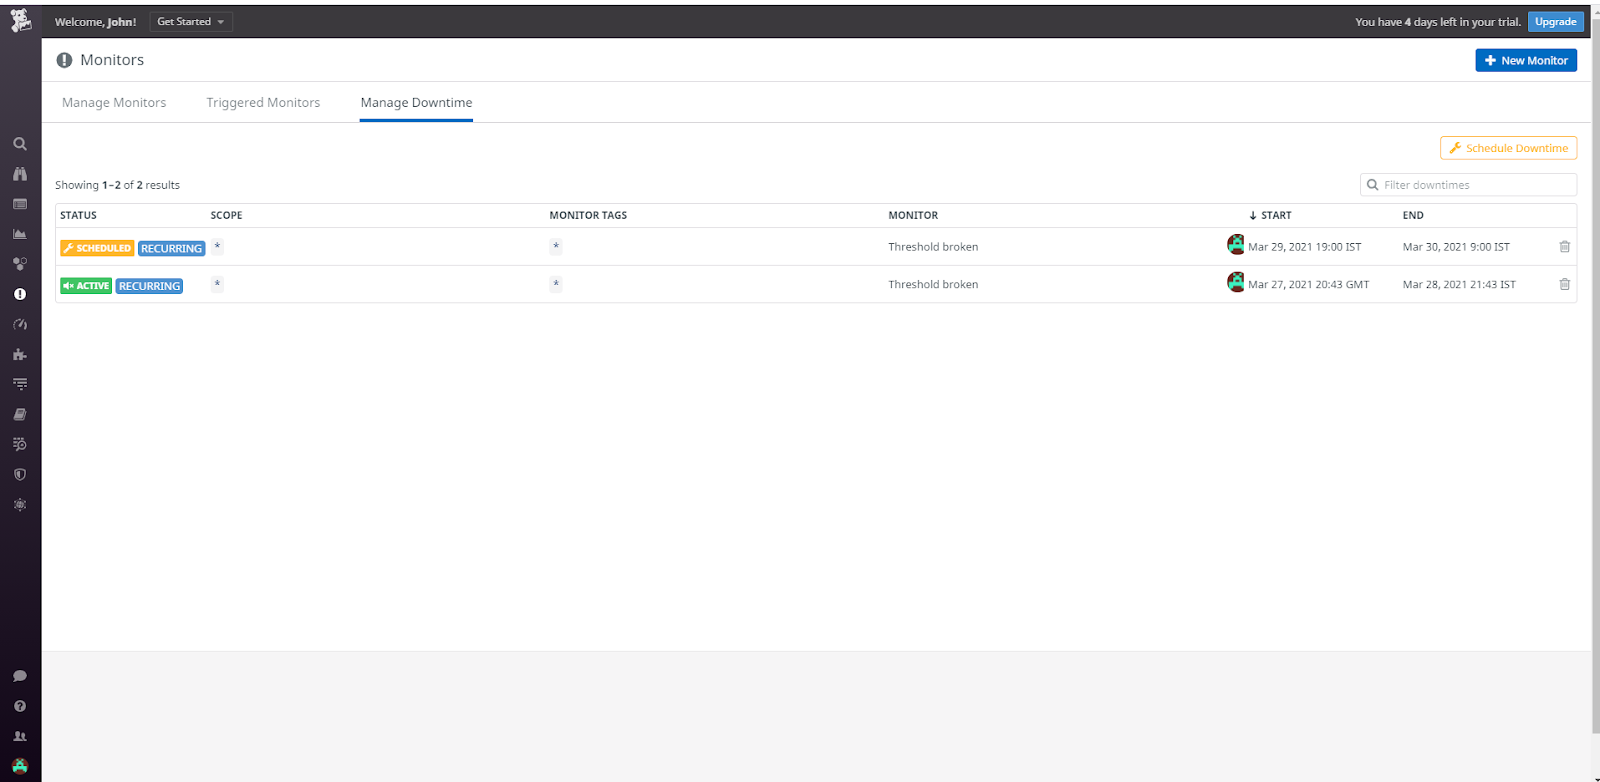 Welcome, John! Get Started You have 4 days left in your trial. Upgrade
Monitors New Monitor
Manage Monitors Triggered Monitors Manage Downtime
Schedule Downtime
Showing 1–2 of 2 results Filter downtimes
STATUS SCOPE MONITOR TAGS MONITOR START END
SCHEDULED RECURRING * * Threshold broken Mar 29, 2021 19:00 IST Mar 30, 2021 9:00 IST
ACTIVE RECURRING * * Threshold broken Mar 27, 2021 20:43 GMT Mar 28, 2021 21:43 IST